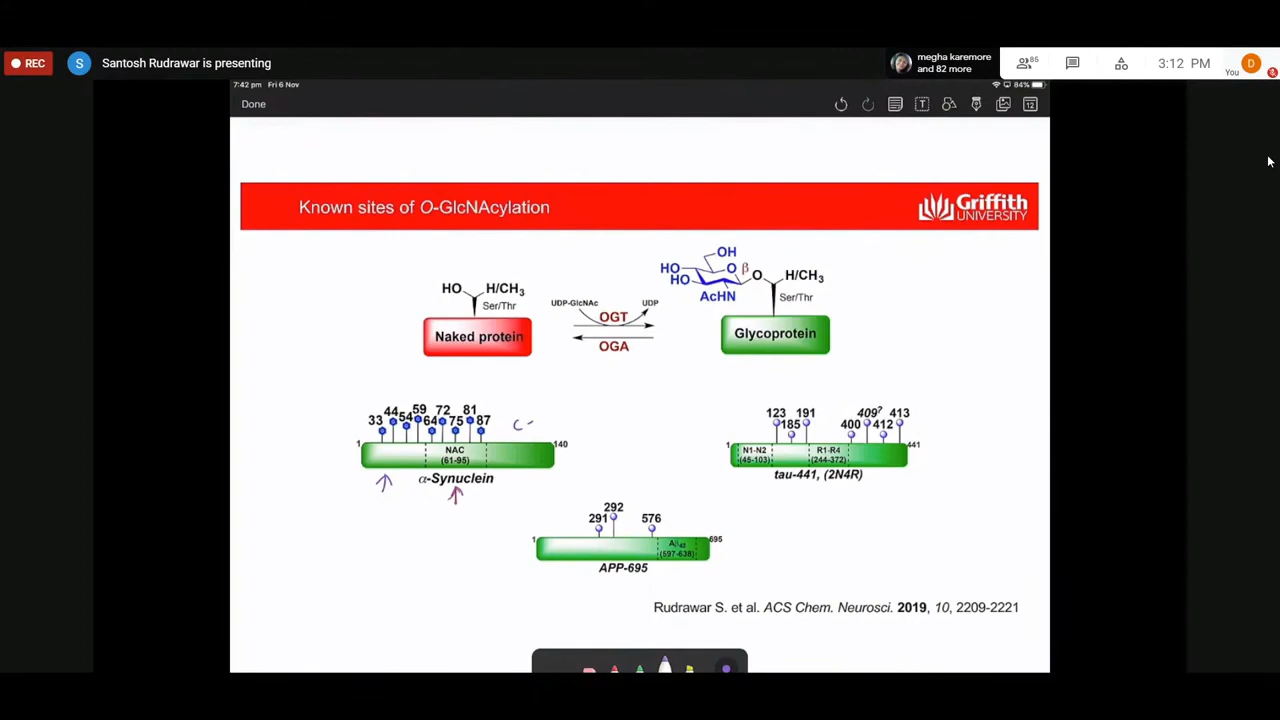 REC
S
Santosh Rudrawar is presenting
megha karemore
and 82 more
85
3:12 PM
You
D
7:42 pm Fri 6 Nov
84%
Done
T
12
Known sites of O-GlcNAcylation
Griffith
UNIVERSITY
HO H/CH3
Ser/Thr
Naked protein
UDP-GlcNAc
UDP
OGT
OGA
OH
HO
HO
O
β
O
H/CH3
AcHN
Ser/Thr
Glycoprotein
33 44 54 59 64 72 75 81 87
C-
1
NAC
(61-95)
140
α-Synuclein
123 185 191 400 409? 412 413
1
N1-N2
(45-103)
R1-R4
(244-372)
441
tau-441, (2N4R)
291 292 576
1
Aβ42
(597-638)
695
APP-695
Rudrawar S. et al. ACS Chem. Neurosci. 2019, 10, 2209-2221